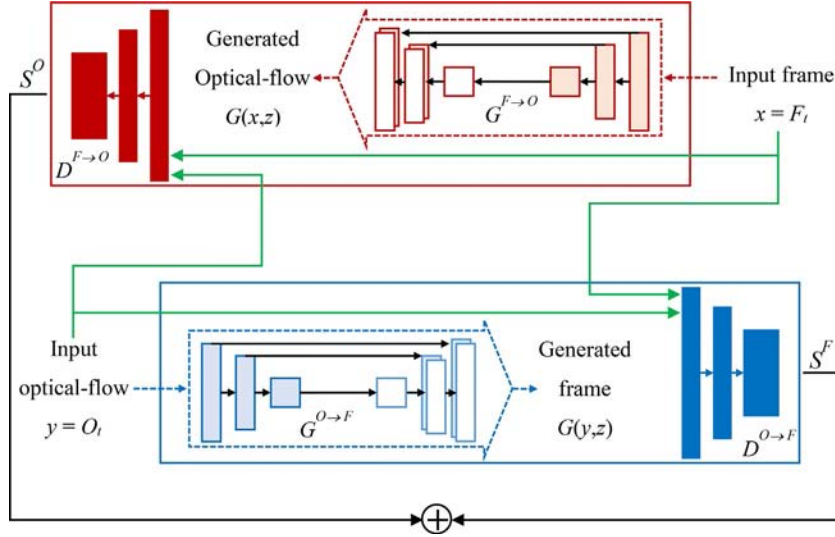 S^O
Generated
Optical-flow
G(x,z)
G^{F→O}
D^{F→O}
Input frame
x = F_t
Input
optical-flow
y = O_t
G^{O→F}
Generated
frame
G(y,z)
D^{O→F}
S^F